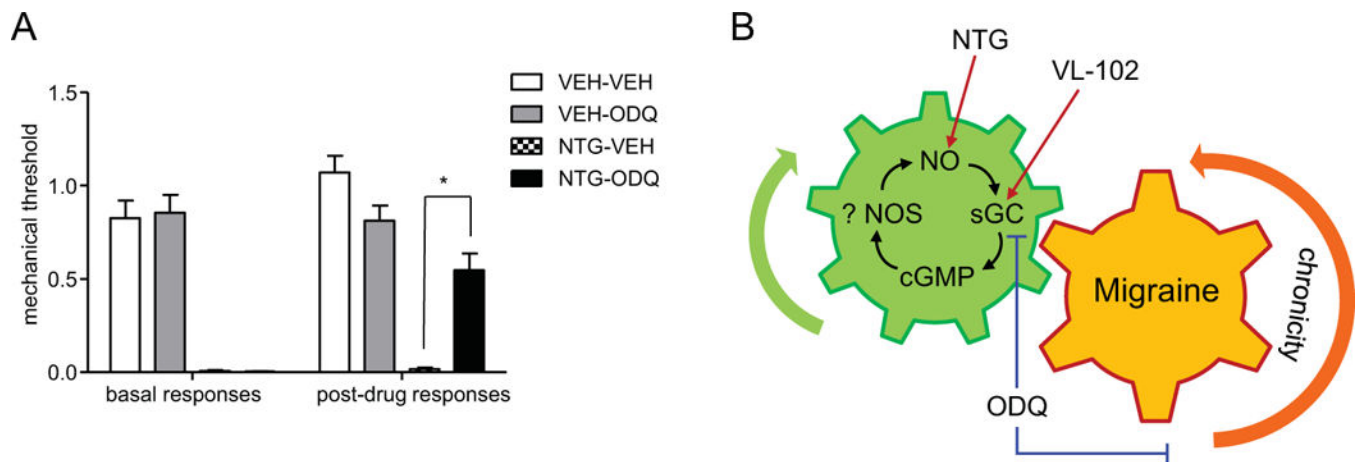 A
VEH-VEH
VEH-ODQ
NTG-VEH
NTG-ODQ
mechanical threshold
1.5
1.0
0.5
0.0
*
basal responses
post-drug responses
B
NTG
VL-102
NO
? NOS
sGC
cGMP
Migraine
chronicity
ODQ